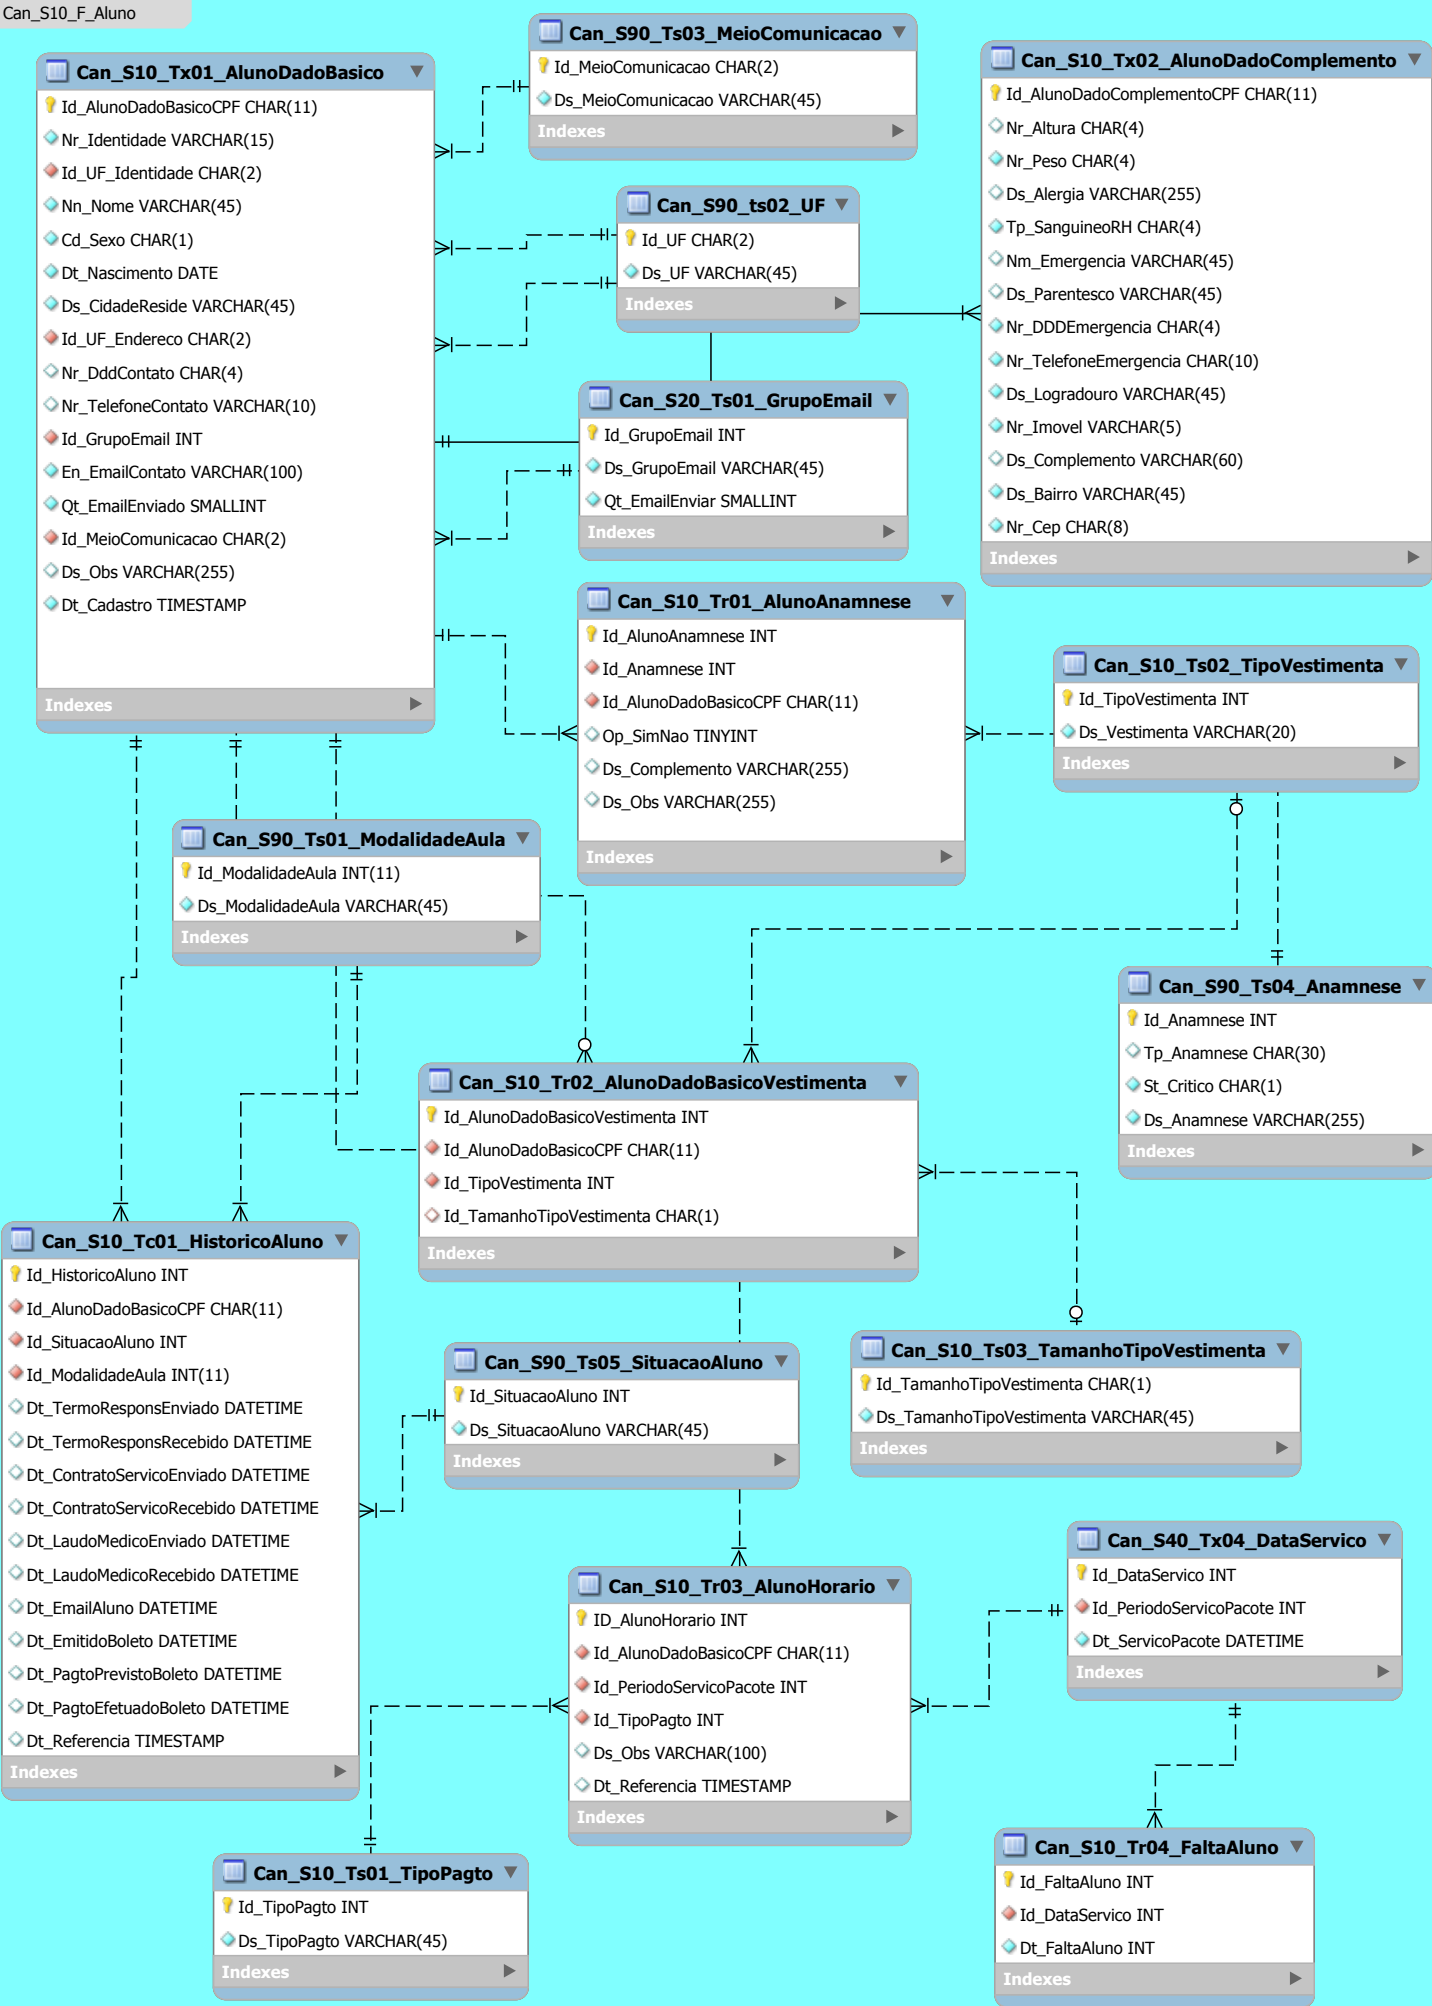 Can_S10_F_Aluno
Can_S10_Tx01_AlunoDadoBasico
Id_AlunoDadoBasicoCPF CHAR(11)
Nr_Identidade VARCHAR(15)
Id_UF_Identidade CHAR(2)
Nn_Nome VARCHAR(45)
Cd_Sexo CHAR(1)
Dt_Nascimento DATE
Ds_CidadeReside VARCHAR(45)
Id_UF_Endereco CHAR(2)
Nr_DddContato CHAR(4)
Nr_TelefoneContato VARCHAR(10)
Id_GrupoEmail INT
En_EmailContato VARCHAR(100)
Qt_EmailEnviado SMALLINT
Id_MeioComunicacao CHAR(2)
Ds_Obs VARCHAR(255)
Dt_Cadastro TIMESTAMP
Indexes
Can_S90_Ts03_MeioComunicacao
Id_MeioComunicacao CHAR(2)
Ds_MeioComunicacao VARCHAR(45)
Indexes
Can_S10_Tx02_AlunoDadoComplemento
Id_AlunoDadoComplementoCPF CHAR(11)
Nr_Altura CHAR(4)
Nr_Peso CHAR(4)
Ds_Alergia VARCHAR(255)
Tp_SanguineoRH CHAR(4)
Nm_Emergencia VARCHAR(45)
Ds_Parentesco VARCHAR(45)
Nr_DDDEmergencia CHAR(4)
Nr_TelefoneEmergencia CHAR(10)
Ds_Logradouro VARCHAR(45)
Nr_Imovel VARCHAR(5)
Ds_Complemento VARCHAR(60)
Ds_Bairro VARCHAR(45)
Nr_Cep CHAR(8)
Indexes
Can_S90_ts02_UF
Id_UF CHAR(2)
Ds_UF VARCHAR(45)
Indexes
Can_S20_Ts01_GrupoEmail
Id_GrupoEmail INT
Ds_GrupoEmail VARCHAR(45)
Qt_EmailEnviar SMALLINT
Indexes
Can_S10_Tr01_AlunoAnamnese
Id_AlunoAnamnese INT
Id_Anamnese INT
Id_AlunoDadoBasicoCPF CHAR(11)
Op_SimNao TINYINT
Ds_Complemento VARCHAR(255)
Ds_Obs VARCHAR(255)
Indexes
Can_S10_Ts02_TipoVestimenta
Id_TipoVestimenta INT
Ds_Vestimenta VARCHAR(20)
Indexes
Can_S90_Ts01_ModalidadeAula
Id_ModalidadeAula INT(11)
Ds_ModalidadeAula VARCHAR(45)
Indexes
Can_S90_Ts04_Anamnese
Id_Anamnese INT
Tp_Anamnese CHAR(30)
St_Critico CHAR(1)
Ds_Anamnese VARCHAR(255)
Indexes
Can_S10_Tr02_AlunoDadoBasicoVestimenta
Id_AlunoDadoBasicoVestimenta INT
Id_AlunoDadoBasicoCPF CHAR(11)
Id_TipoVestimenta INT
Id_TamanhoTipoVestimenta CHAR(1)
Indexes
Can_S10_Tc01_HistoricoAluno
Id_HistoricoAluno INT
Id_AlunoDadoBasicoCPF CHAR(11)
Id_SituacaoAluno INT
Id_ModalidadeAula INT(11)
Dt_TermoResponsEnviado DATETIME
Dt_TermoResponsRecebido DATETIME
Dt_ContratoServicoEnviado DATETIME
Dt_ContratoServicoRecebido DATETIME
Dt_LaudoMedicoEnviado DATETIME
Dt_LaudoMedicoRecebido DATETIME
Dt_EmailAluno DATETIME
Dt_EmitidoBoleto DATETIME
Dt_PagtoPrevistoBoleto DATETIME
Dt_PagtoEfetuadoBoleto DATETIME
Dt_Referencia TIMESTAMP
Indexes
Can_S90_Ts05_SituacaoAluno
Id_SituacaoAluno INT
Ds_SituacaoAluno VARCHAR(45)
Indexes
Can_S10_Ts03_TamanhoTipoVestimenta
Id_TamanhoTipoVestimenta CHAR(1)
Ds_TamanhoTipoVestimenta VARCHAR(45)
Indexes
Can_S10_Tr03_AlunoHorario
ID_AlunoHorario INT
Id_AlunoDadoBasicoCPF CHAR(11)
Id_PeriodoServicoPacote INT
Id_TipoPagto INT
Ds_Obs VARCHAR(100)
Dt_Referencia TIMESTAMP
Indexes
Can_S40_Tx04_DataServico
Id_DataServico INT
Id_PeriodoServicoPacote INT
Dt_ServicoPacote DATETIME
Indexes
Can_S10_Ts01_TipoPagto
Id_TipoPagto INT
Ds_TipoPagto VARCHAR(45)
Indexes
Can_S10_Tr04_FaltaAluno
Id_FaltaAluno INT
Id_DataServico INT
Dt_FaltaAluno INT
Indexes